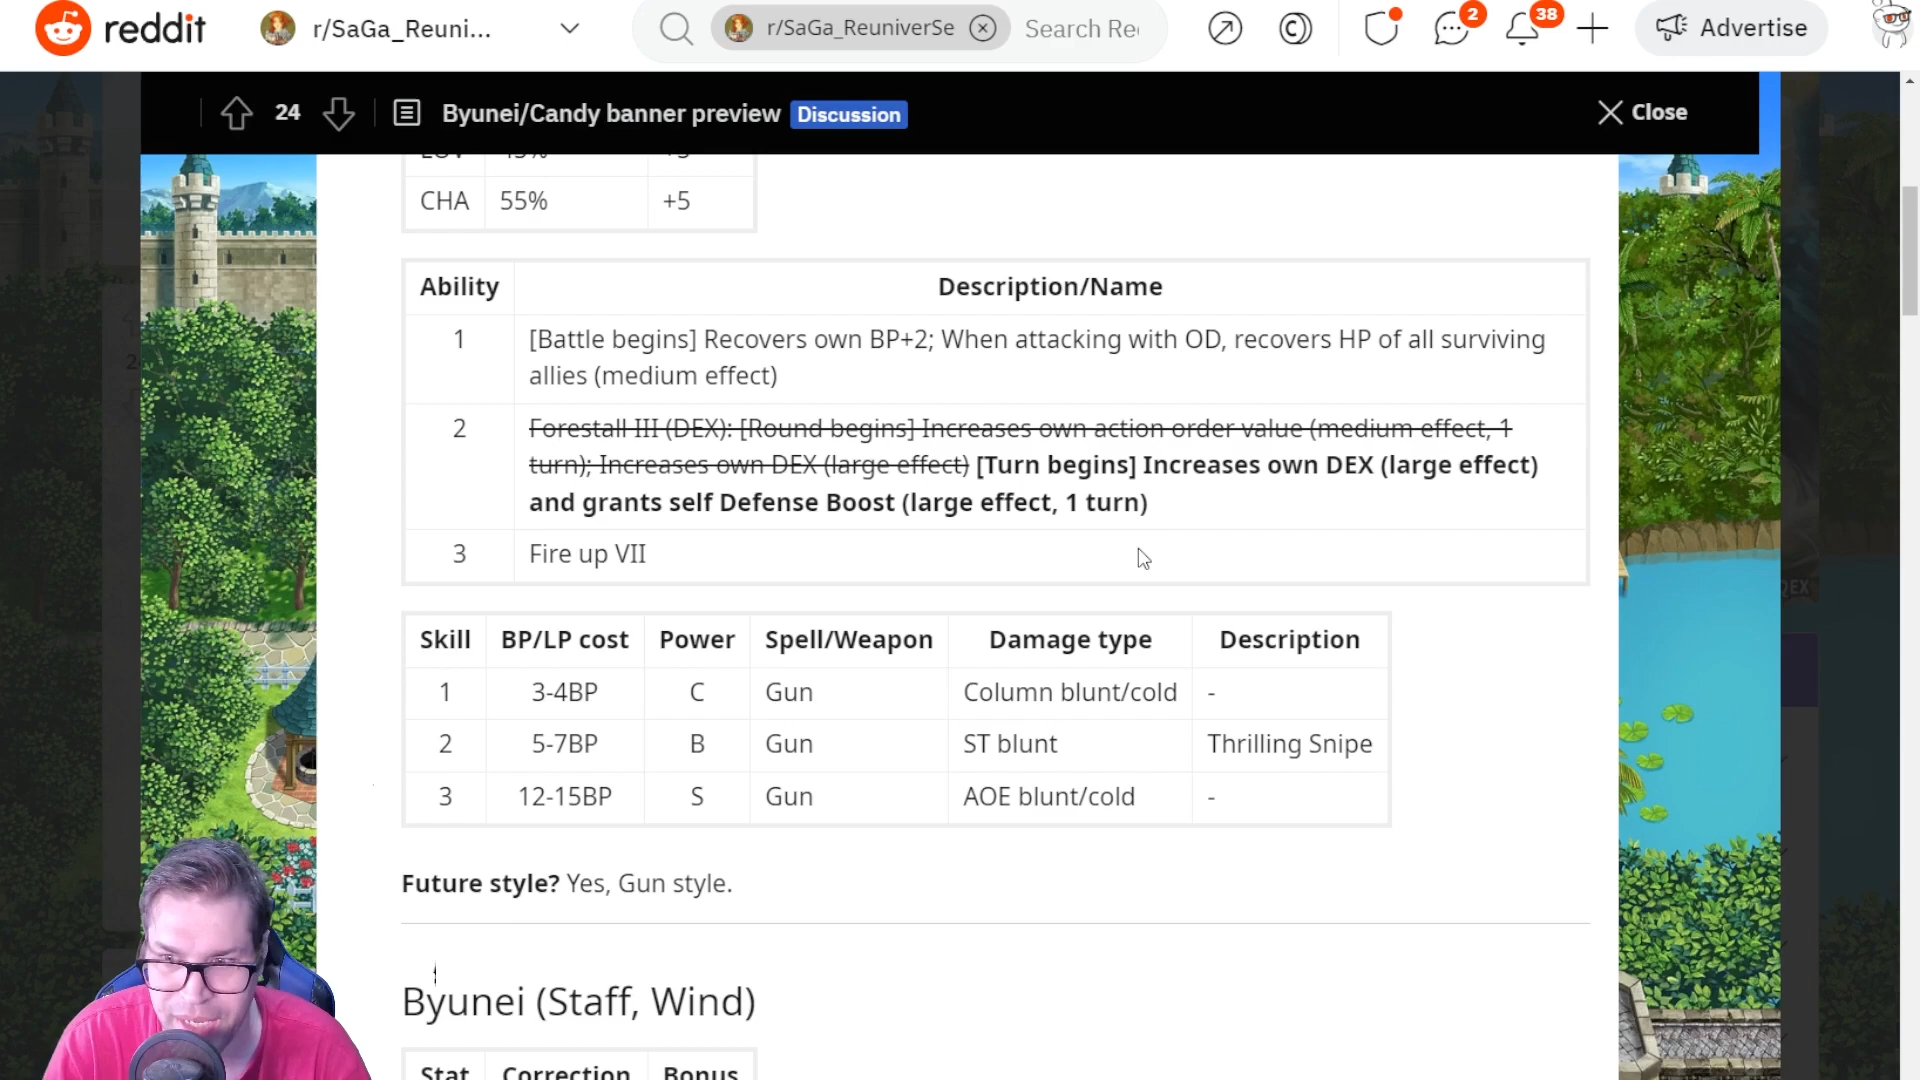 reddit r/SaGa_Reuni... r/SaGa_ReuniverSe Search Re 2 38 Advertise
24 Byunei/Candy banner preview Discussion Close
CHA 55% +5
Ability Description/Name
1 [Battle begins] Recovers own BP+2; When attacking with OD, recovers HP of all surviving
allies (medium effect)
2 Forestall III (DEX): [Round begins] Increases own action order value (medium effect, 1
turn); Increases own DEX (large effect) [Turn begins] Increases own DEX (large effect)
and grants self Defense Boost (large effect, 1 turn)
3 Fire up VII
Skill BP/LP cost Power Spell/Weapon Damage type Description
1 3-4BP C Gun Column blunt/cold -
2 5-7BP B Gun ST blunt Thrilling Snipe
3 12-15BP S Gun AOE blunt/cold -
Future style? Yes, Gun style.
Byunei (Staff, Wind)
Stat Correction Bonus